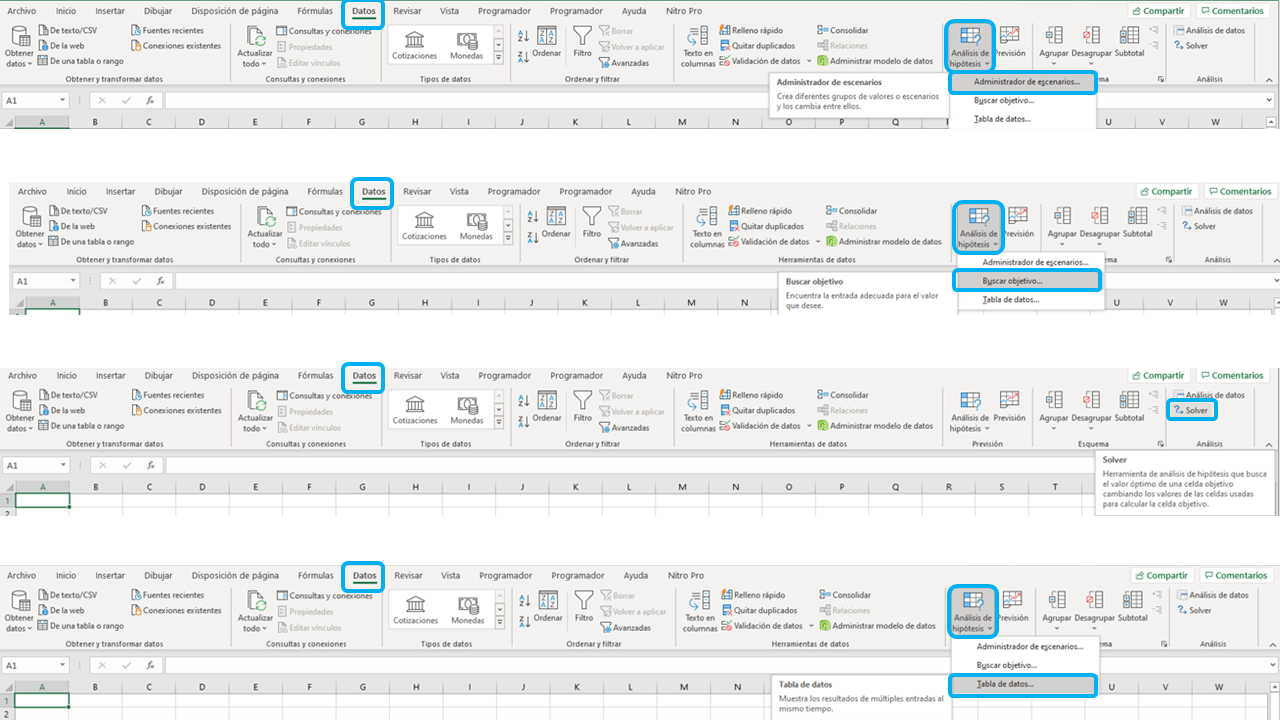 Archivo Inicio Insertar Dibujar Disposición de página Fórmulas Datos Revisar Vista Programador Programador Ayuda Nitro Pro Compartir Comentarios
Obtener datos
De texto/CSV
De la web
De una tabla o rango
Fuentes recientes
Conexiones existentes
Actualizar todo
Consultas y conexiones
Propiedades
Editar vínculos
Cotizaciones Monedas
Ordenar
Filtro
Borrar
Volver a aplicar
Avanzadas
Texto en columnas
Relleno rápido
Quitar duplicados
Validación de datos
Consolidar
Relaciones
Administrar modelo de datos
Análisis de hipótesis
Previsión
Agrupar Desagrupar Subtotal
Análisis de datos
Solver
Obtener y transformar datos Consultas y conexiones Tipos de datos Ordenar y filtrar Análisis
Administrador de escenarios
Crea diferentes grupos de valores o escenarios
y los cambia entre ellos.
Administrador de escenarios...
Buscar objetivo...
Tabla de datos...
A1 fx
A B C D E F G H I J K L M N O P Q U V W
Archivo Inicio Insertar Dibujar Disposición de página Fórmulas Datos Revisar Vista Programador Programador Ayuda Nitro Pro Compartir Comentarios
Obtener datos
De texto/CSV
De la web
De una tabla o rango
Fuentes recientes
Conexiones existentes
Actualizar todo
Consultas y conexiones
Propiedades
Editar vínculos
Cotizaciones Monedas
Ordenar
Filtro
Borrar
Volver a aplicar
Avanzadas
Texto en columnas
Relleno rápido
Quitar duplicados
Validación de datos
Consolidar
Relaciones
Administrar modelo de datos
Análisis de hipótesis
Previsión
Agrupar Desagrupar Subtotal
Análisis de datos
Solver
Obtener y transformar datos Consultas y conexiones Tipos de datos Ordenar y filtrar Herramientas de datos Análisis
Administrador de escenarios...
Buscar objetivo...
Tabla de datos...
A1 fx
Buscar objetivo
Encuentra la entrada adecuada para el valor
que desee.
A B C D E F G H I J K L M N U V W
Archivo Inicio Insertar Dibujar Disposición de página Fórmulas Datos Revisar Vista Programador Programador Ayuda Nitro Pro Compartir Comentarios
Obtener datos
De texto/CSV
De la web
De una tabla o rango
Fuentes recientes
Conexiones existentes
Actualizar todo
Consultas y conexiones
Propiedades
Editar vínculos
Cotizaciones Monedas
Ordenar
Filtro
Borrar
Volver a aplicar
Avanzadas
Texto en columnas
Relleno rápido
Quitar duplicados
Validación de datos
Consolidar
Relaciones
Administrar modelo de datos
Análisis de hipótesis
Previsión
Agrupar Desagrupar Subtotal
Análisis de datos
Solver
Obtener y transformar datos Consultas y conexiones Tipos de datos Ordenar y filtrar Herramientas de datos Previsión Esquema Análisis
A1 fx
Solver
Herramienta de análisis de hipótesis que busca
el valor óptimo de una celda objetivo
cambiando los valores de las celdas usadas
para calcular la celda objetivo.
A B C D E F G H I J K L M N O P Q R S T
1
2
Archivo Inicio Insertar Dibujar Disposición de página Fórmulas Datos Revisar Vista Programador Programador Ayuda Nitro Pro Compartir Comentarios
Obtener datos
De texto/CSV
De la web
De una tabla o rango
Fuentes recientes
Conexiones existentes
Actualizar todo
Consultas y conexiones
Propiedades
Editar vínculos
Cotizaciones Monedas
Ordenar
Filtro
Borrar
Volver a aplicar
Avanzadas
Texto en columnas
Relleno rápido
Quitar duplicados
Validación de datos
Consolidar
Relaciones
Administrar modelo de datos
Análisis de hipótesis
Previsión
Agrupar Desagrupar Subtotal
Análisis de datos
Solver
Obtener y transformar datos Consultas y conexiones Tipos de datos Ordenar y filtrar Herramientas de datos Análisis
Administrador de escenarios...
Buscar objetivo...
Tabla de datos...
A1 fx
Tabla de datos
Muestra los resultados de múltiples entradas al
mismo tiempo.
A B C D E F G H I J K L M N U V W
1
2